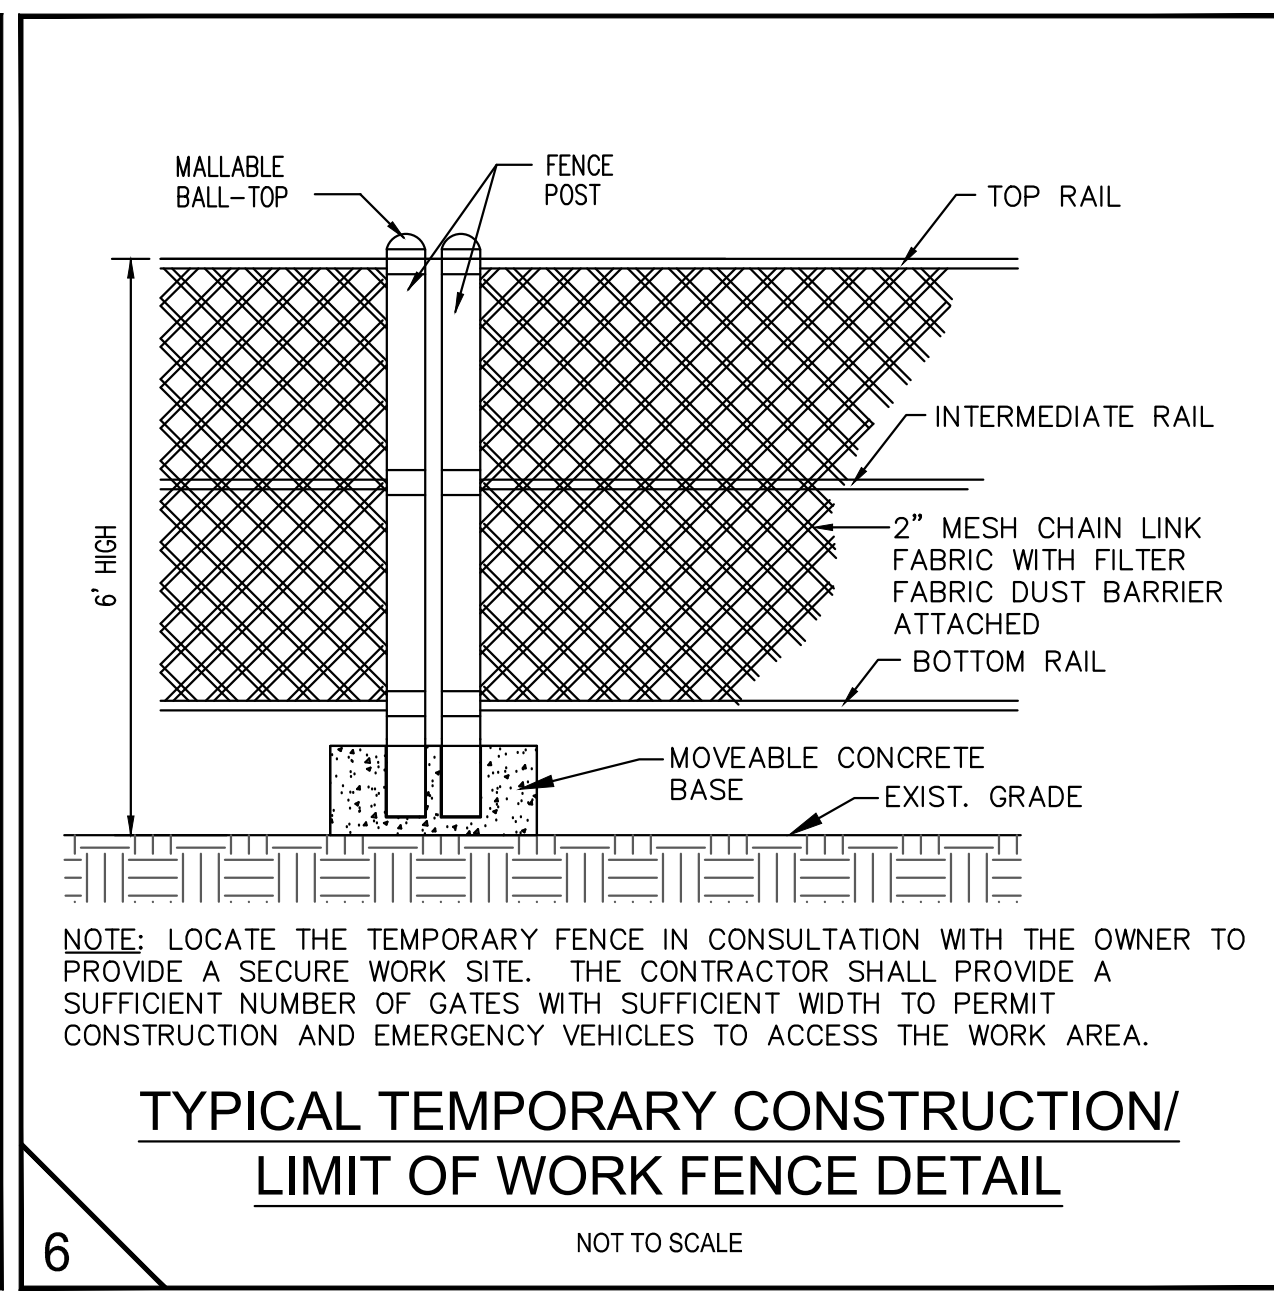 MALLABLE
BALL-TOP
FENCE
POST
TOP RAIL
INTERMEDIATE RAIL
6' HIGH
2" MESH CHAIN LINK
FABRIC WITH FILTER
FABRIC DUST BARRIER
ATTACHED
BOTTOM RAIL
MOVEABLE CONCRETE
BASE
EXIST. GRADE
NOTE: LOCATE THE TEMPORARY FENCE IN CONSULTATION WITH THE OWNER TO
PROVIDE A SECURE WORK SITE. THE CONTRACTOR SHALL PROVIDE A
SUFFICIENT NUMBER OF GATES WITH SUFFICIENT WIDTH TO PERMIT
CONSTRUCTION AND EMERGENCY VEHICLES TO ACCESS THE WORK AREA.
TYPICAL TEMPORARY CONSTRUCTION/
LIMIT OF WORK FENCE DETAIL
NOT TO SCALE
6